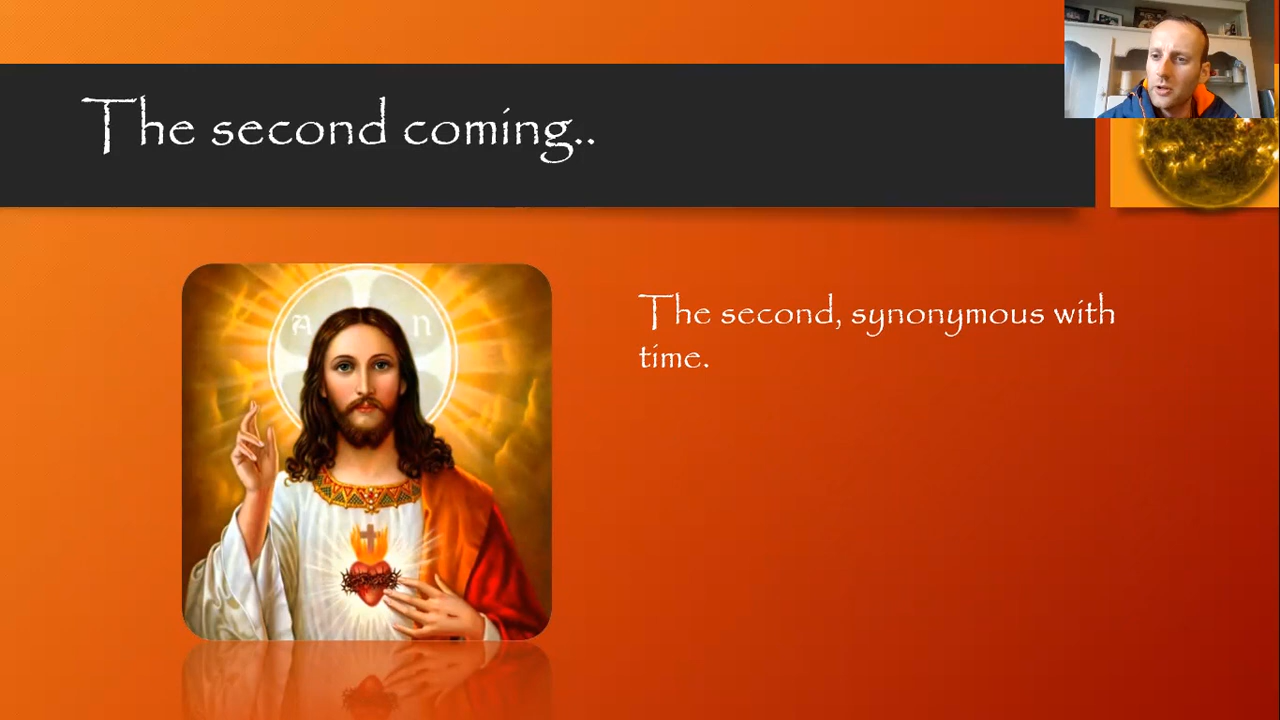 The second coming..
A Ω
The second, synonymous with
time.